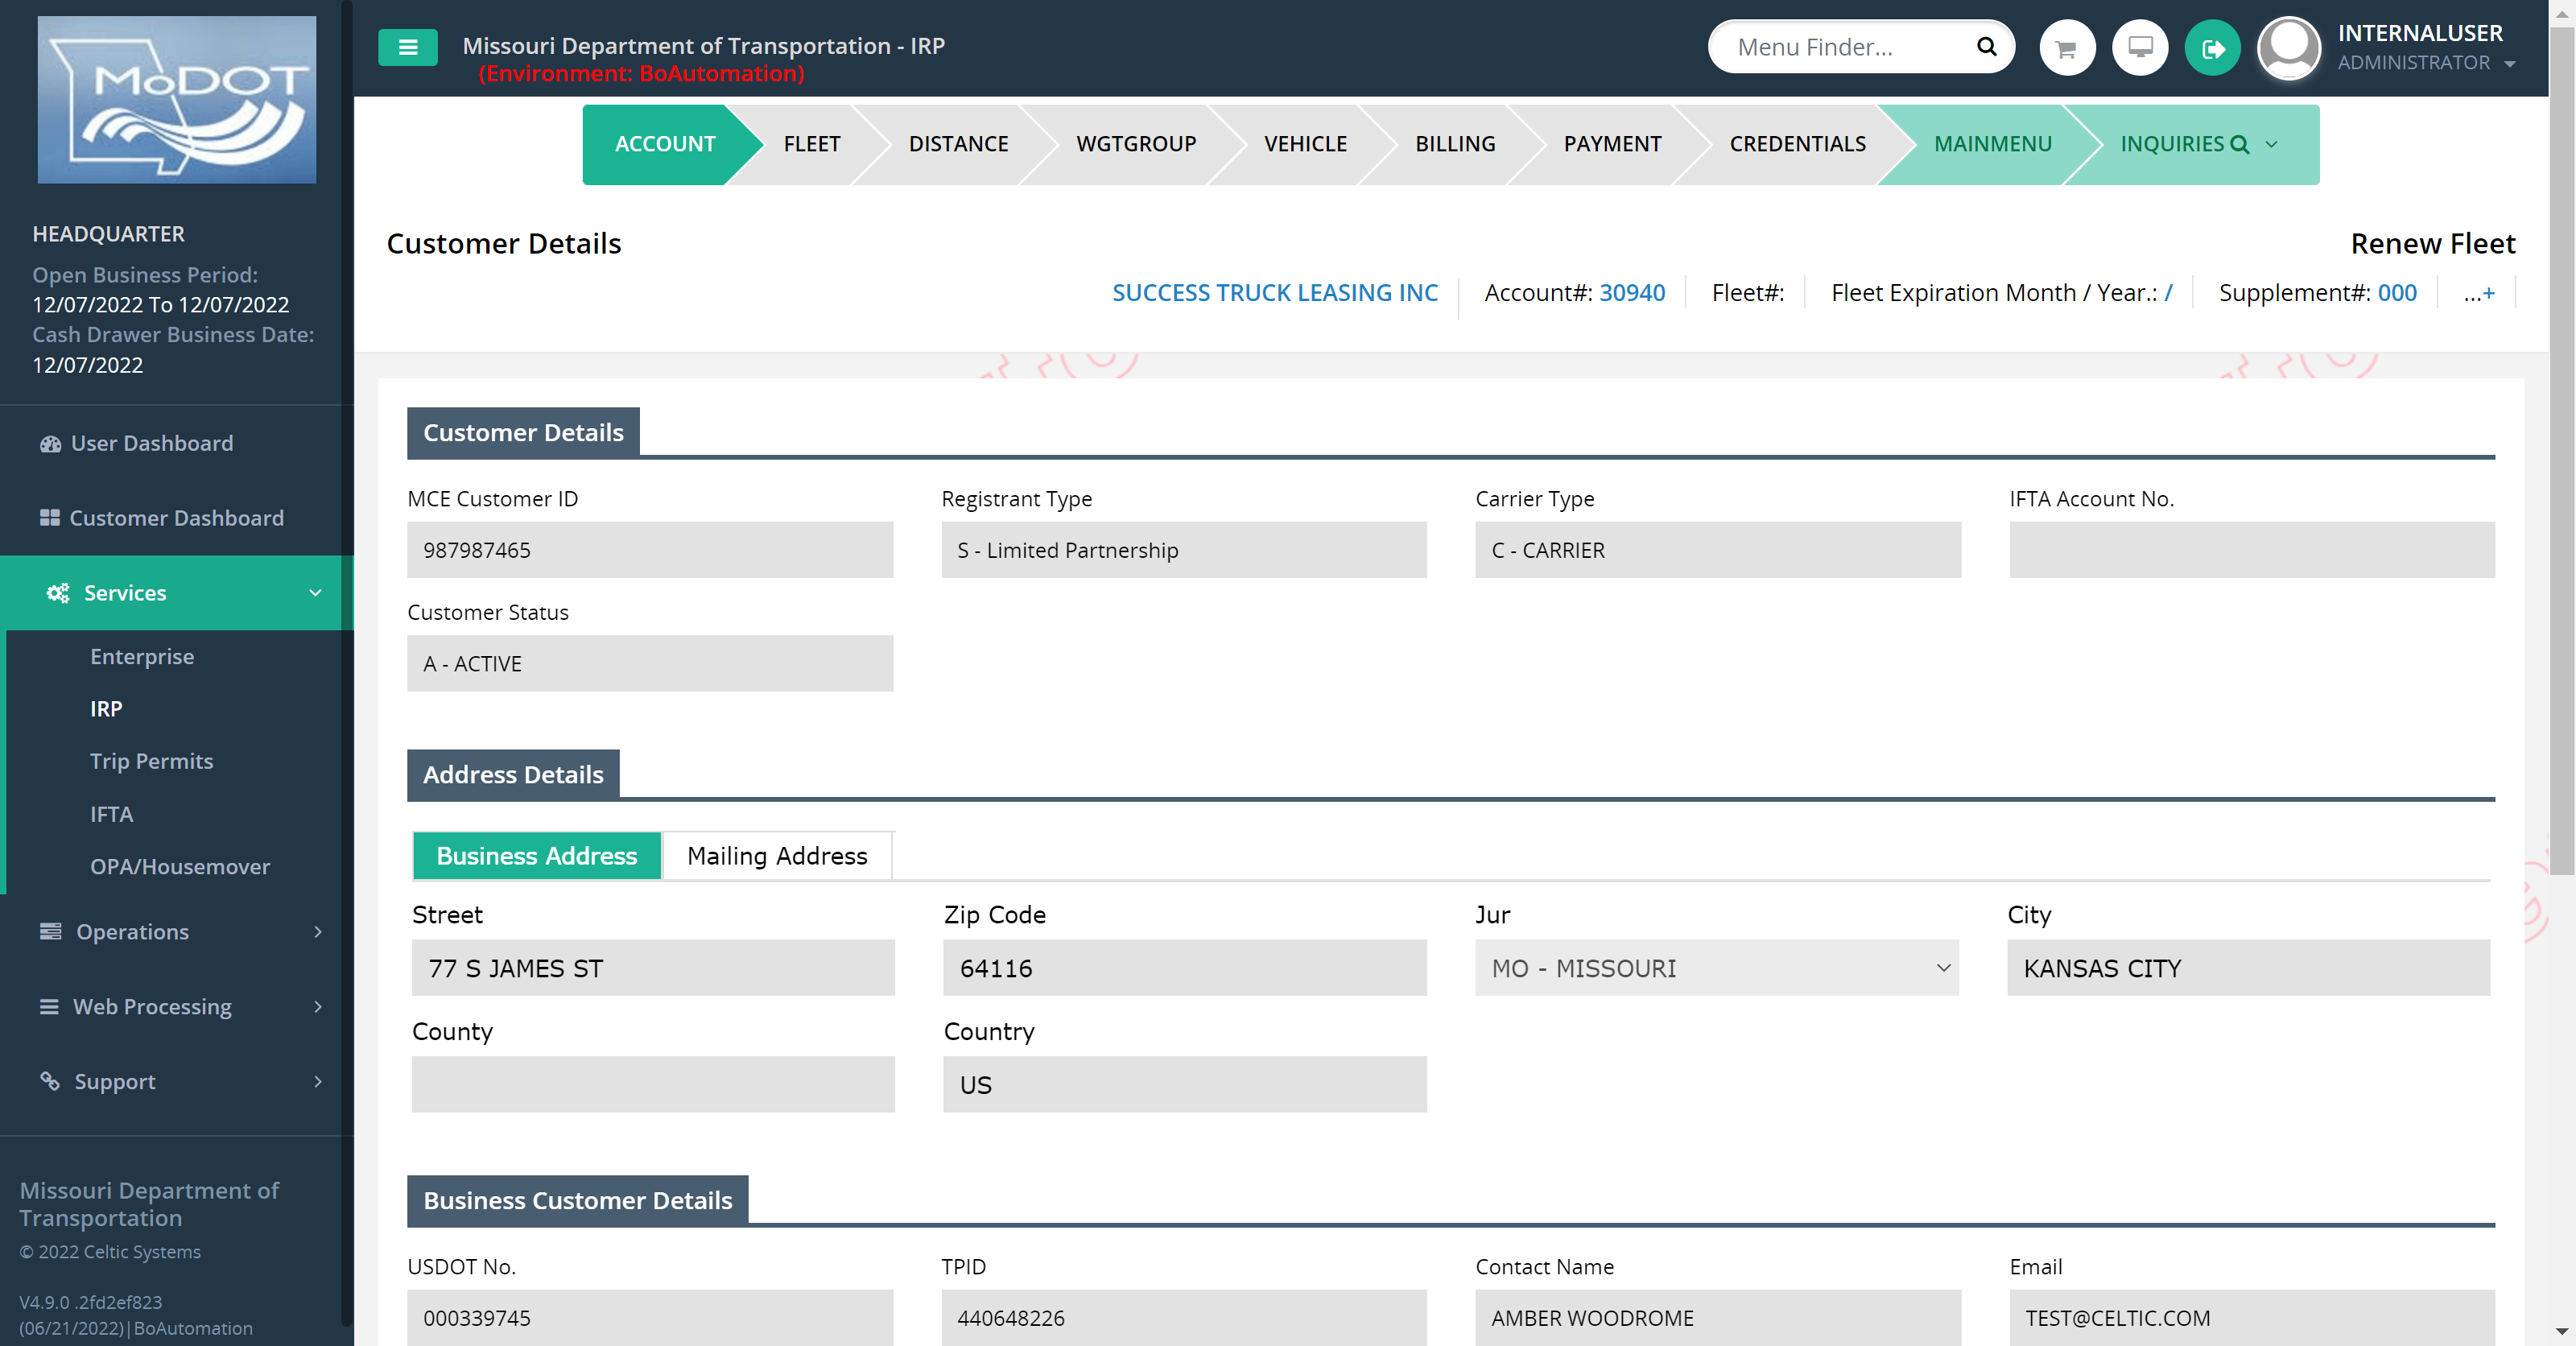 MoDOT
HEADQUARTER
Open Business Period:
12/07/2022 To 12/07/2022
Cash Drawer Business Date:
12/07/2022
User Dashboard
Customer Dashboard
Services
Enterprise
IRP
Trip Permits
IFTA
OPA/Housemover
Operations
Web Processing
Support
Missouri Department of
Transportation
© 2022 Celtic Systems
V4.9.0 .2fd2ef823
(06/21/2022)|BoAutomation
Missouri Department of Transportation - IRP
(Environment: BoAutomation)
Menu Finder...
INTERNALUSER
ADMINISTRATOR
ACCOUNT FLEET DISTANCE WGTGROUP VEHICLE BILLING PAYMENT CREDENTIALS MAINMENU INQUIRIES
Customer Details Renew Fleet
SUCCESS TRUCK LEASING INC Account#: 30940 Fleet#: Fleet Expiration Month / Year.: / Supplement#: 000 ...+
Customer Details
MCE Customer ID Registrant Type Carrier Type IFTA Account No.
987987465 S - Limited Partnership C - CARRIER
Customer Status
A - ACTIVE
Address Details
Business Address Mailing Address
Street Zip Code Jur City
77 S JAMES ST 64116 MO - MISSOURI KANSAS CITY
County Country
US
Business Customer Details
USDOT No. TPID Contact Name Email
000339745 440648226 AMBER WOODROME TEST@CELTIC.COM